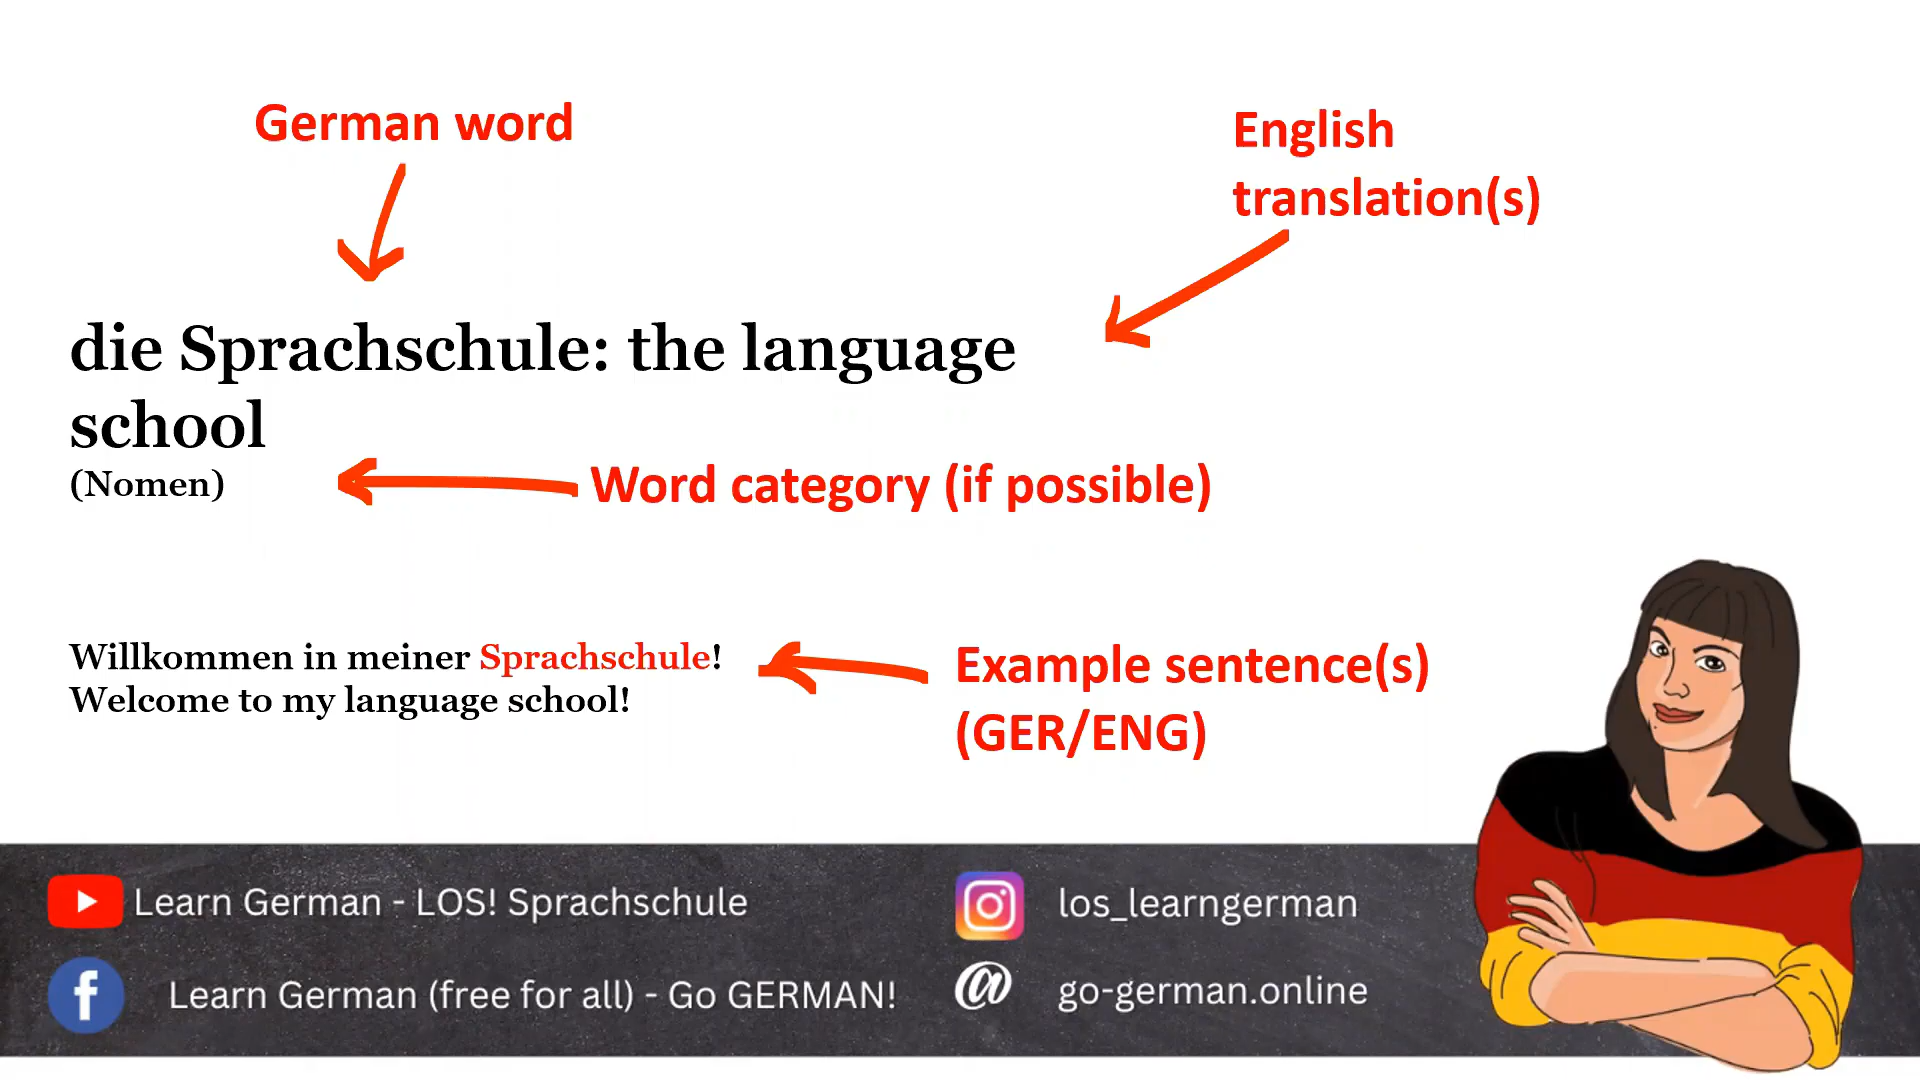 German word
English
translation(s)
die Sprachschule: the language
school
(Nomen)
Word category (if possible)
Willkommen in meiner Sprachschule!
Welcome to my language school!
Example sentence(s)
(GER/ENG)
Learn German - LOS! Sprachschule
los_learngerman
Learn German (free for all) - Go GERMAN!
go-german.online